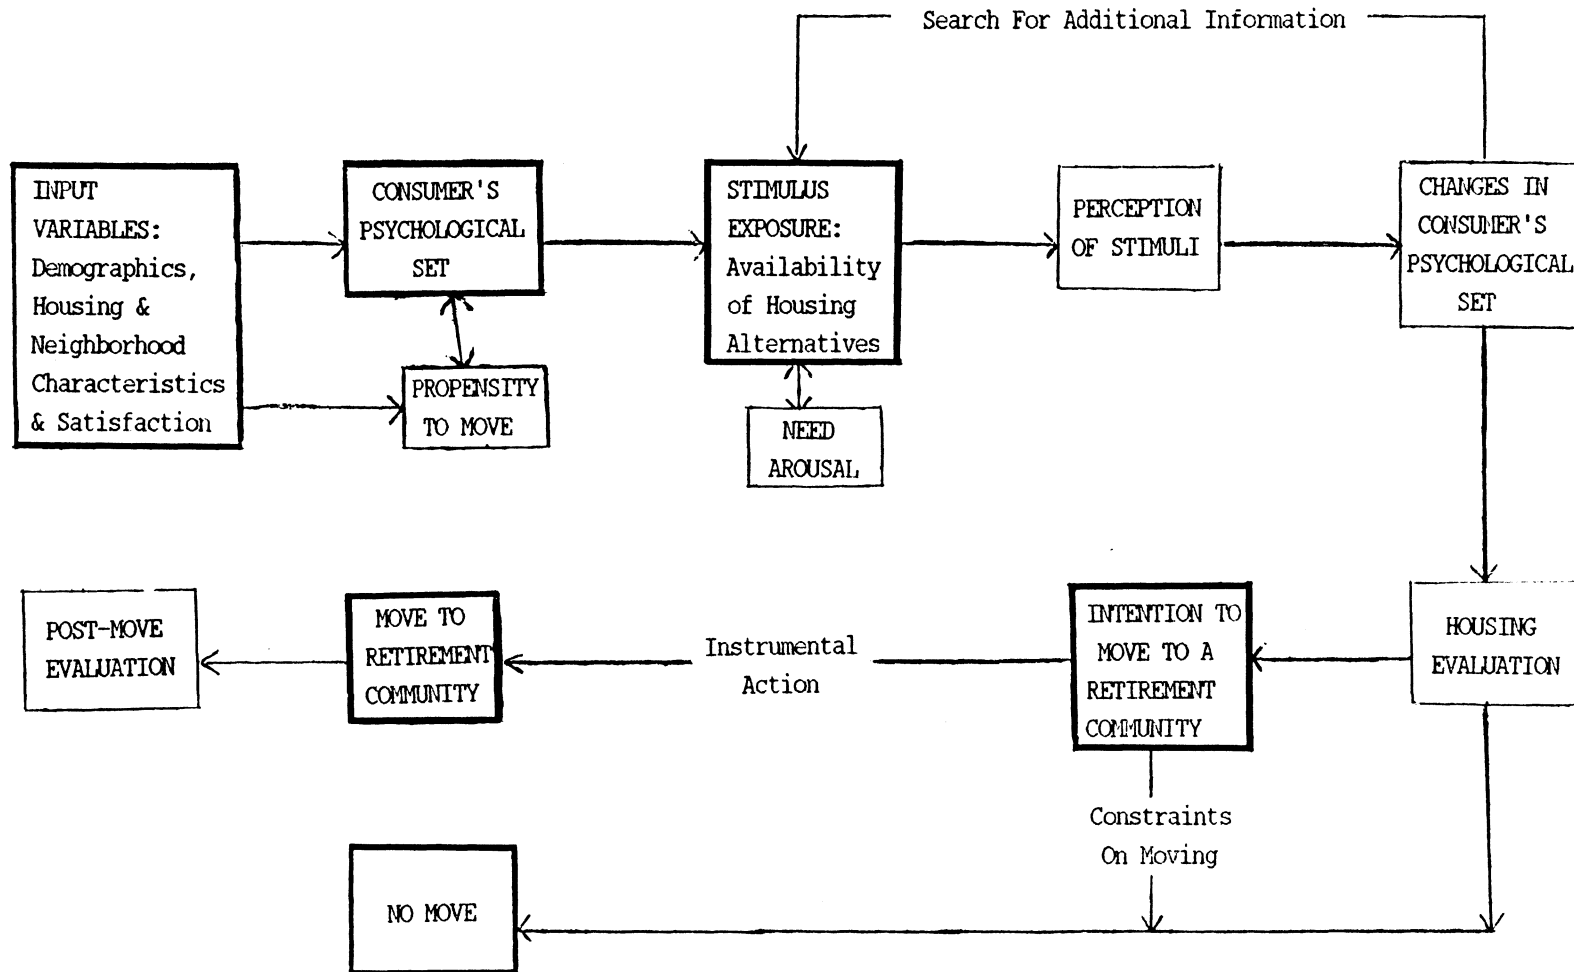 Search For Additional Information
INPUT
VARIABLES:
Demographics,
Housing &
Neighborhood
Characteristics
& Satisfaction
CONSUMER'S
PSYCHOLOGICAL
SET
PROPENSITY
TO MOVE
STIMULUS
EXPOSURE:
Availability
of Housing
Alternatives
NEED
AROUSAL
PERCEPTION
OF STIMULI
CHANGES IN
CONSUMER'S
PSYCHOLOGICAL
SET
HOUSING
EVALUATION
INTENTION TO
MOVE TO A
RETIREMENT
COMMUNITY
Instrumental
Action
MOVE TO
RETIREMENT
COMMUNITY
POST-MOVE
EVALUATION
Constraints
On Moving
NO MOVE